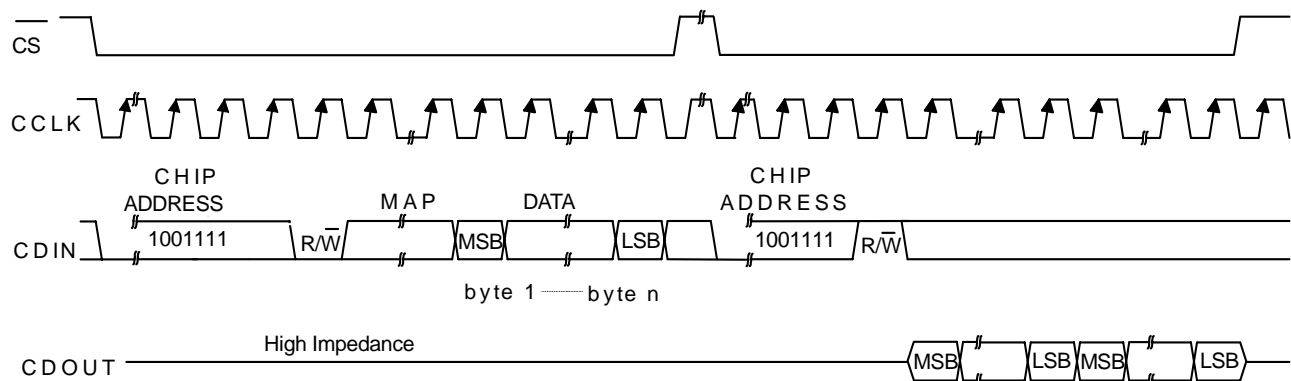 CS
CCLK
CHIP
ADDRESS
MAP
DATA
CHIP
ADDRESS
CDIN
1001111
R/W
MSB
LSB
1001111
R/W
byte 1 byte n
High Impedance
CDOUT
MSB
LSB
MSB
LSB